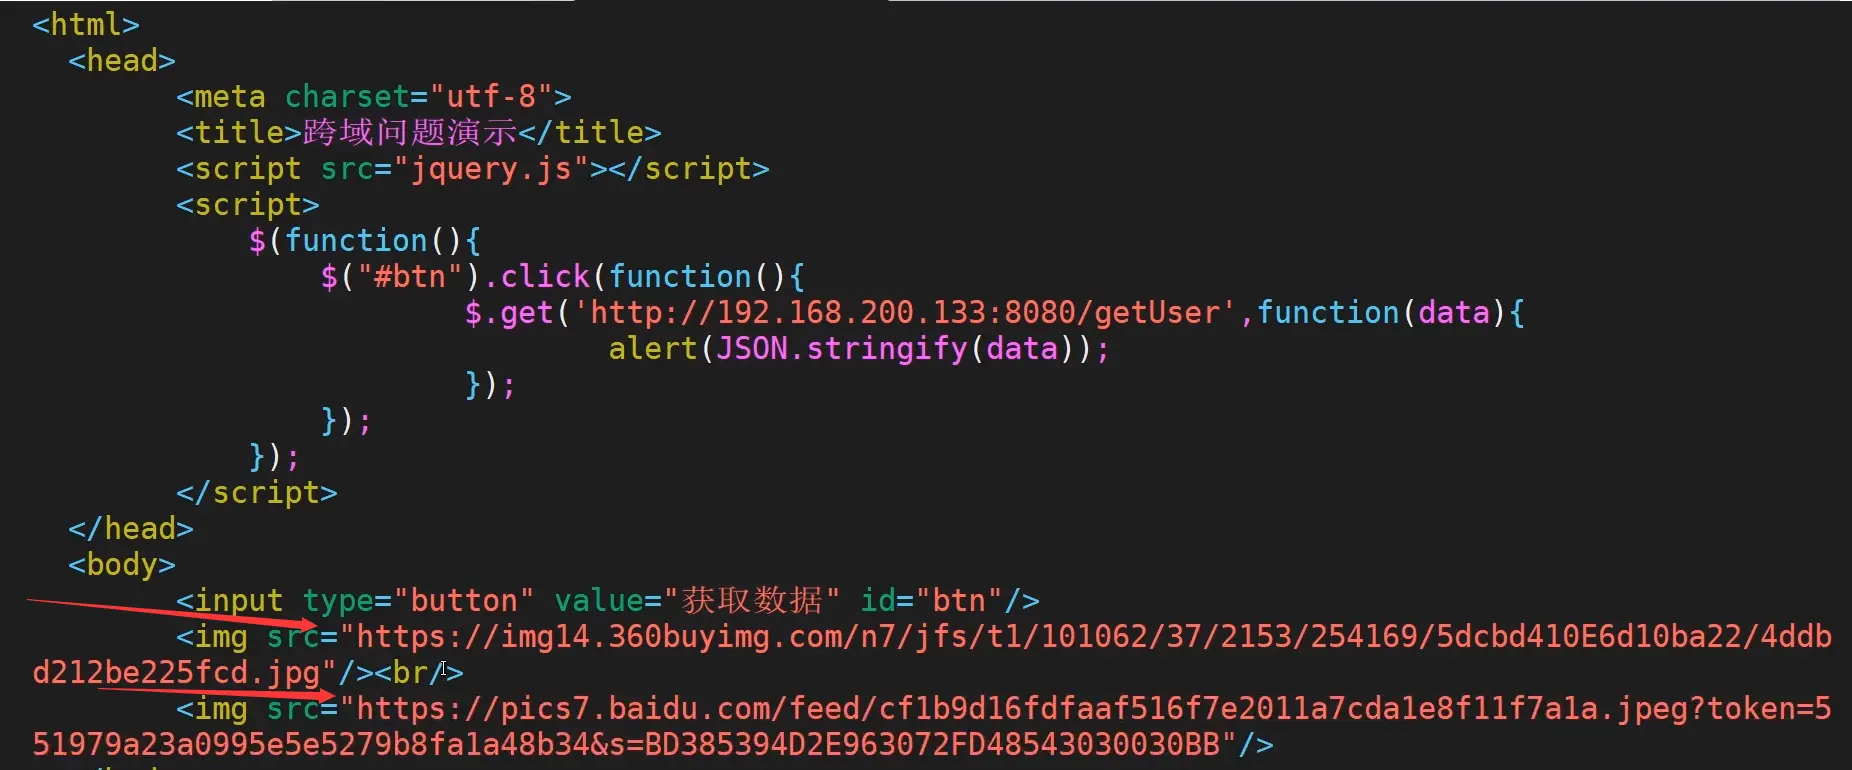 <html>
<head>
<meta charset="utf-8">
<title>跨域问题演示</title>
<script src="jquery.js"></script>
<script>
$(function(){
$("#btn").click(function(){
$.get('http://192.168.200.133:8080/getUser',function(data){
alert(JSON.stringify(data));
});
});
});
</script>
</head>
<body>
<input type="button" value="获取数据" id="btn"/>
<img src="https://img14.360buyimg.com/n7/jfs/t1/101062/37/2153/254169/5dcbd410E6d10ba22/4ddb
d212be225fcd.jpg"/><br/>
<img src="https://pics7.baidu.com/feed/cf1b9d16fdfaaf516f7e2011a7cda1e8f11f7a1a.jpeg?token=5
51979a23a0995e5e5279b8fa1a48b34&s=BD385394D2E963072FD48543030030BB"/>